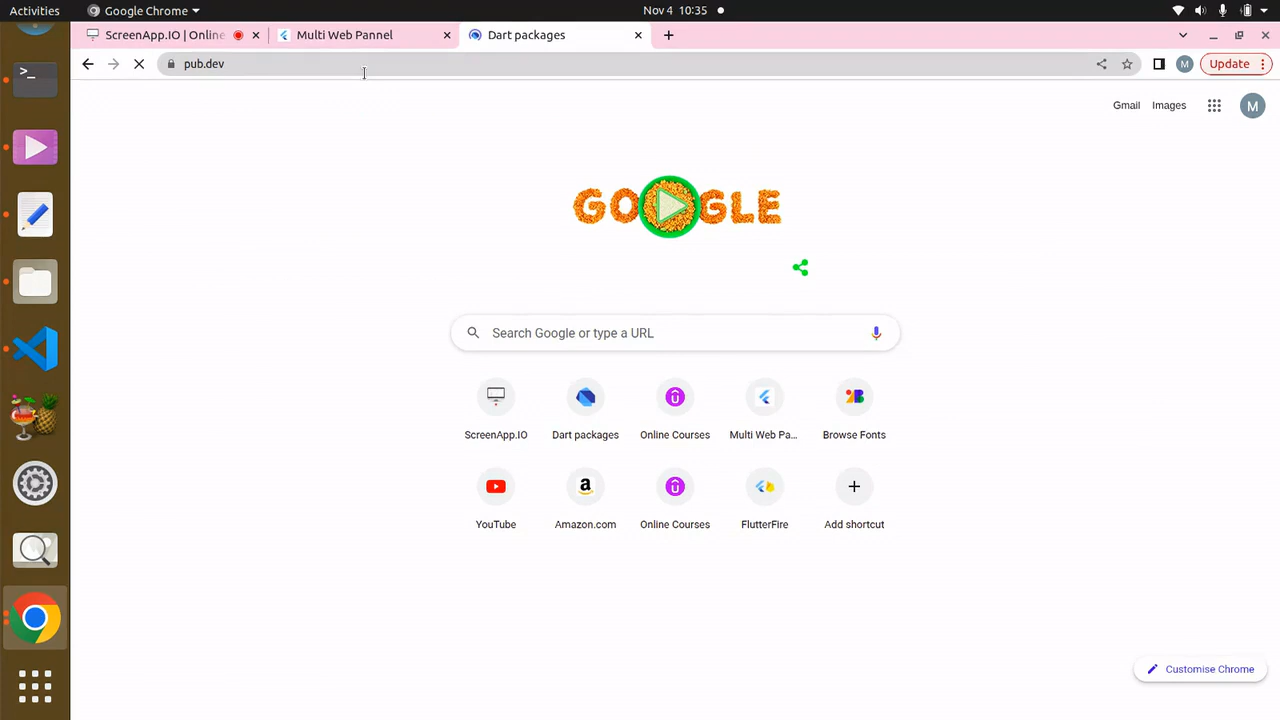 Activities
Google Chrome
Nov 4 10:35
ScreenApp.IO | Online
Multi Web Pannel
Dart packages
pub.dev
M
Update
Gmail
Images
M
GOOGLE
Search Google or type a URL
ScreenApp.IO
Dart packages
Online Courses
Multi Web Pa...
Browse Fonts
YouTube
Amazon.com
Online Courses
FlutterFire
Add shortcut
Customise Chrome